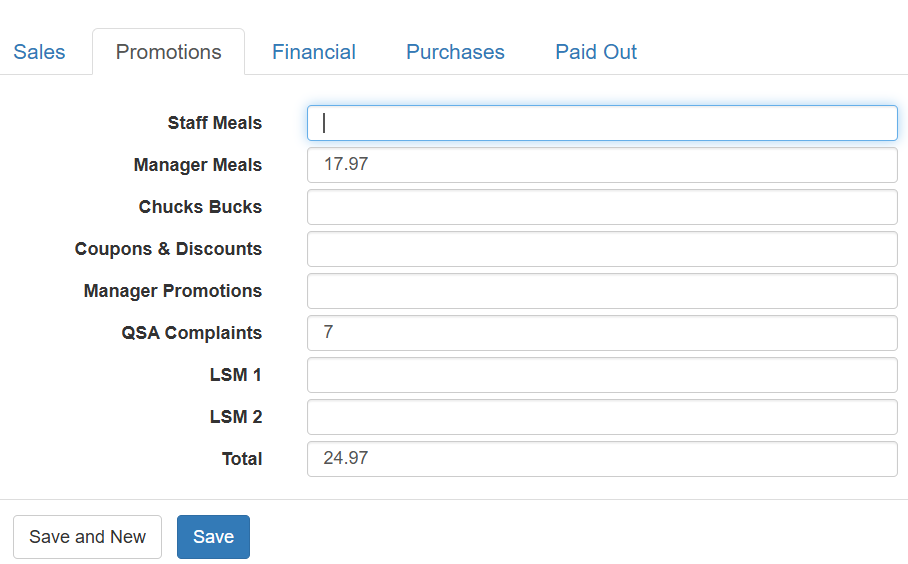 Sales Promotions Financial Purchases Paid Out
Staff Meals
Manager Meals 17.97
Chucks Bucks
Coupons & Discounts
Manager Promotions
QSA Complaints 7
LSM 1
LSM 2
Total 24.97
Save and New Save